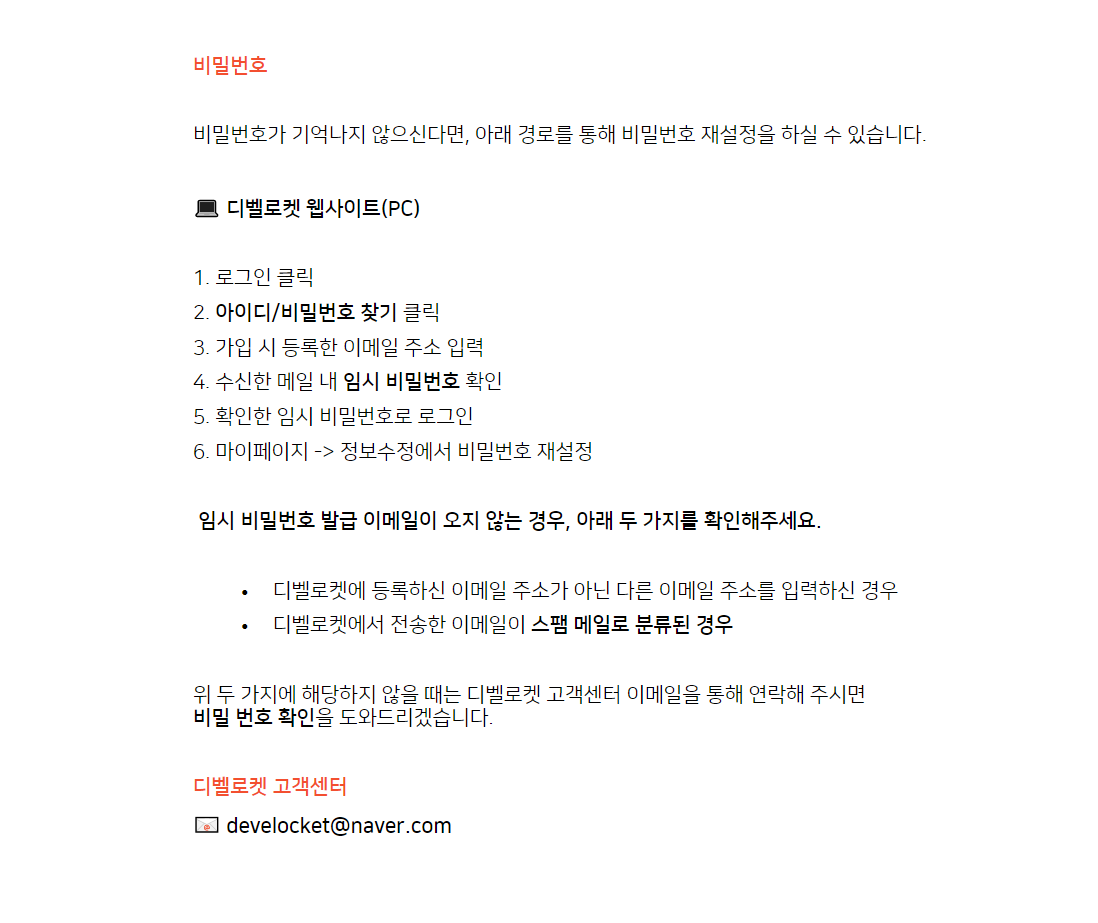 비밀번호
비밀번호가 기억나지 않으신다면, 아래 경로를 통해 비밀번호 재설정을 하실 수 있습니다.
디벨로켓 웹사이트(PC)
1. 로그인 클릭
2. 아이디/비밀번호 찾기 클릭
3. 가입 시 등록한 이메일 주소 입력
4. 수신한 메일 내 임시 비밀번호 확인
5. 확인한 임시 비밀번호로 로그인
6. 마이페이지 -> 정보수정에서 비밀번호 재설정
임시 비밀번호 발급 이메일이 오지 않는 경우, 아래 두 가지를 확인해주세요.
• 디벨로켓에 등록하신 이메일 주소가 아닌 다른 이메일 주소를 입력하신 경우
• 디벨로켓에서 전송한 이메일이 스팸 메일로 분류된 경우
위 두 가지에 해당하지 않을 때는 디벨로켓 고객센터 이메일을 통해 연락해 주시면
비밀 번호 확인을 도와드리겠습니다.
디벨로켓 고객센터
develocket@naver.com